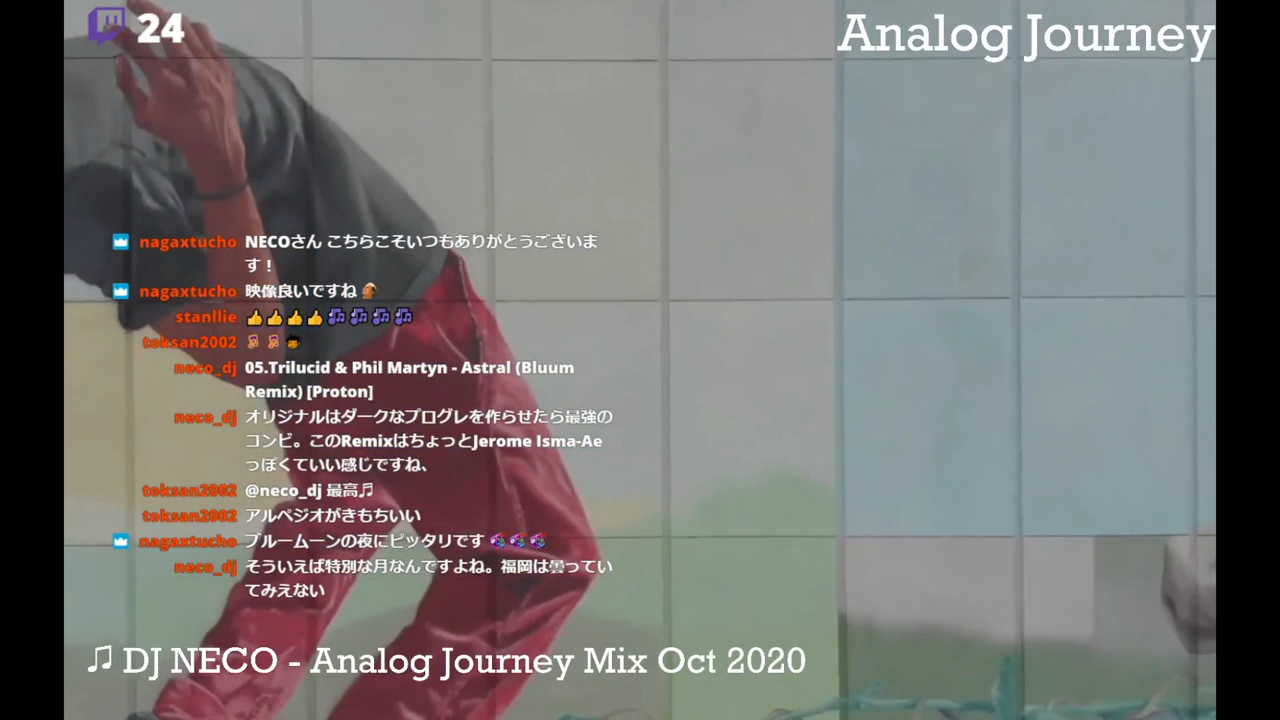 24
Analog Journey
nagaxtucho NECOさん こちらこそいつもありがとうございま
す！
nagaxtucho 映像良いですね
stanllie
toksan2002
neco_dj 05.Trilucid & Phil Martyn - Astral (Bluum
Remix) [Proton]
neco_dj オリジナルはダークなプログレを作らせたら最強の
コンビ。このRemixはちょっとJerome Isma-Ae
っぽくていい感じですね、
toksan2002 @neco_dj 最高♫
toksan2002 アルペジオがきもちいい
nagaxtucho ブルームーンの夜にピッタリです
neco_dj そういえば特別な月なんですよね。福岡は曇ってい
てみえない
♫ DJ NECO - Analog Journey Mix Oct 2020